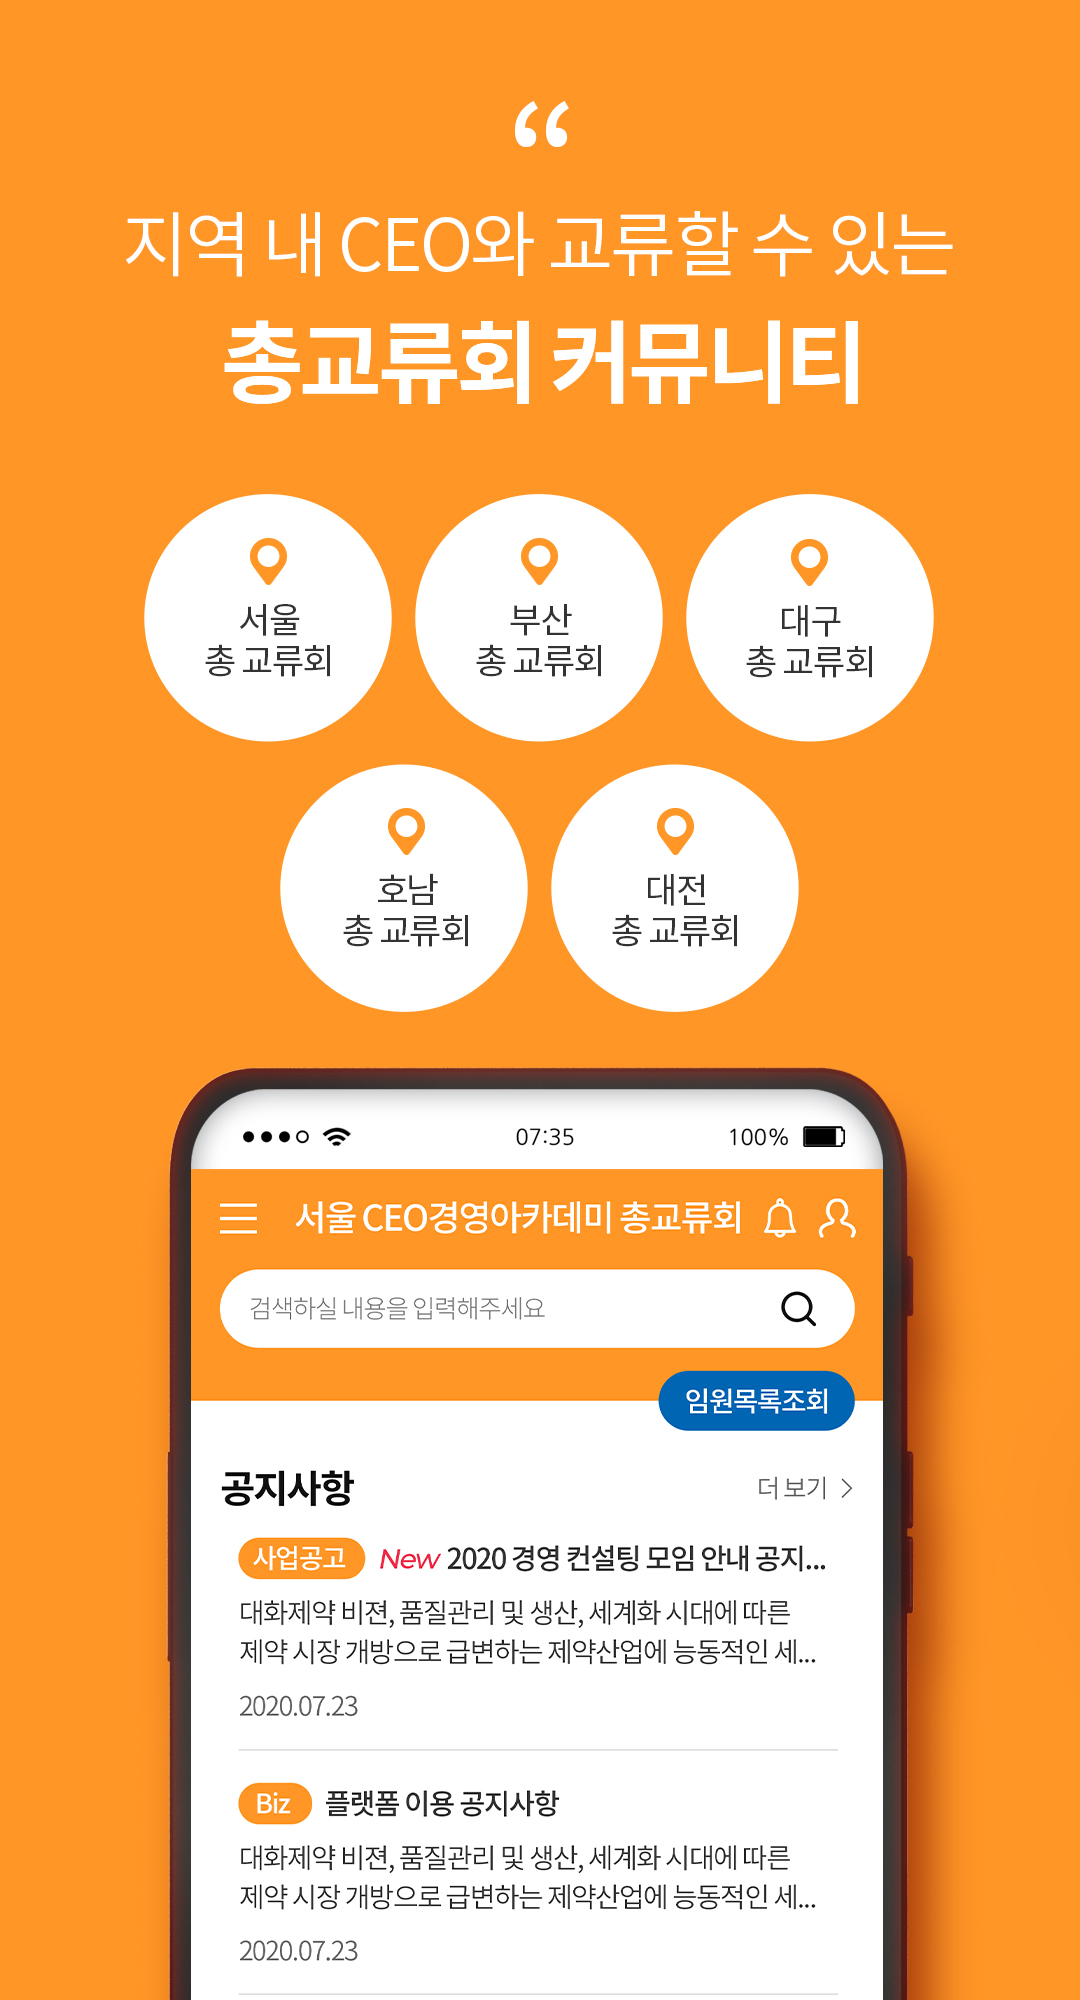 “
지역 내 CEO와 교류할 수 있는
총교류회 커뮤니티
서울
총 교류회
부산
총 교류회
대구
총 교류회
호남
총 교류회
대전
총 교류회
07:35
100%
서울 CEO경영아카데미 총교류회
검색하실 내용을 입력해주세요
임원목록조회
공지사항
더 보기 >
사업공고 New 2020 경영 컨설팅 모임 안내 공지...
대화제약 비젼, 품질관리 및 생산, 세계화 시대에 따른
제약 시장 개방으로 급변하는 제약산업에 능동적인 세...
2020.07.23
Biz 플랫폼 이용 공지사항
대화제약 비젼, 품질관리 및 생산, 세계화 시대에 따른
제약 시장 개방으로 급변하는 제약산업에 능동적인 세...
2020.07.23